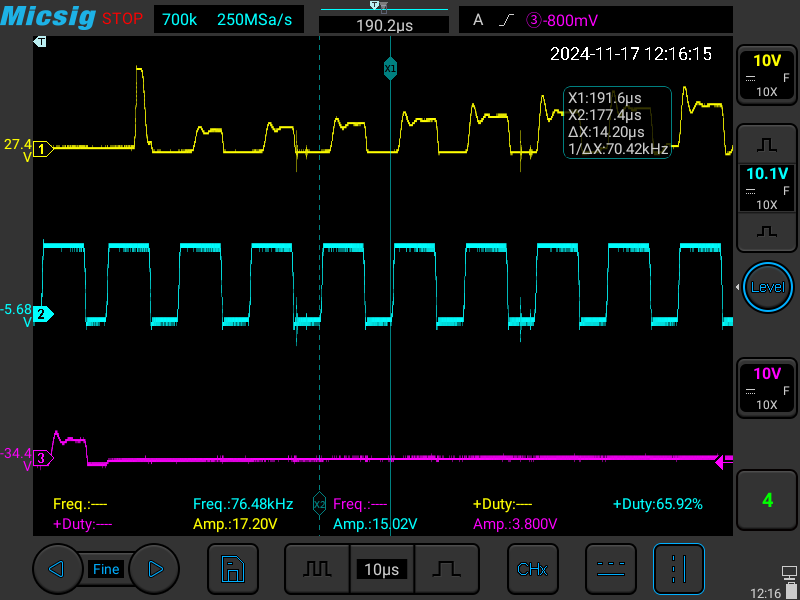 Micsig STOP 700k 250MSa/s 190.2µs A ③-800mV
T
T
2024-11-17 12:16:15
10V
F
10X
X1
X1:191.6µs
X2:177.4µs
ΔX:14.20µs
1/ΔX:70.42kHz
27.4
V
1
10.1V
F
10X
Level
-5.68
V
2
10V
F
10X
-34.4
V
3
Freq.:---- Freq.:76.48kHz X2 Freq.:---- +Duty:---- +Duty:65.92%
+Duty:---- Amp.:17.20V Amp.:15.02V Amp.:3.800V
4
Fine 10µs CHx
12:16